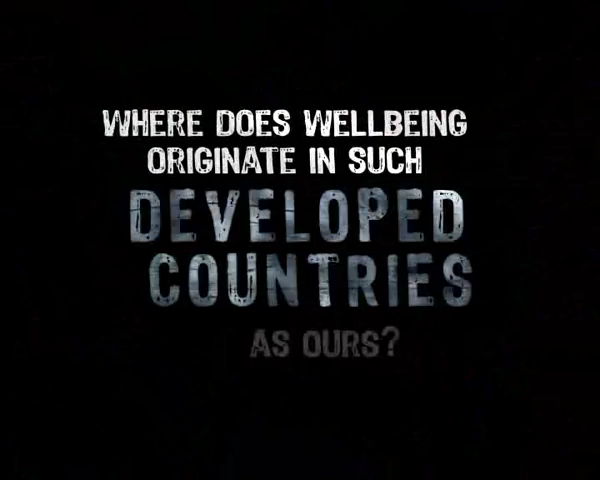 WHERE DOES WELLBEING
ORIGINATE IN SUCH
DEVELOPED
COUNTRIES
AS OURS?